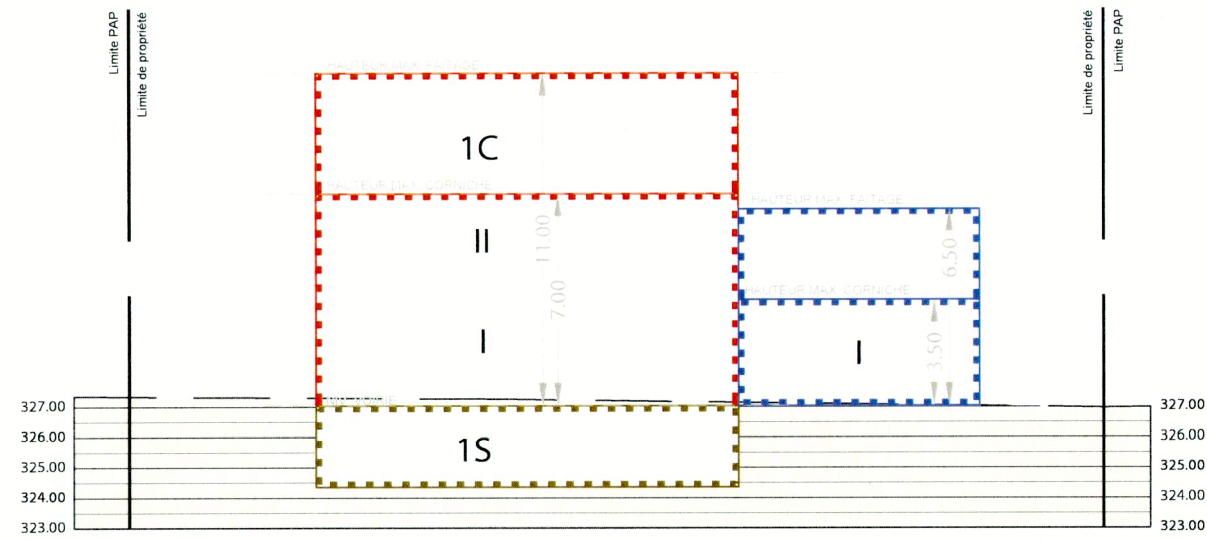 Limite PAP
Limite de propriété
Limite de propriété
Limite PAP
HAUTEUR MAX. FAITAGE
1C
HAUTEUR MAX. CORNICHE
HAUTEUR MAX. FAITAGE
II
11.00
6.50
7.00
HAUTEUR MAX. CORNICHE
I
I
3.50
327.00
327.00
326.00
1S
326.00
325.00
325.00
324.00
324.00
323.00
323.00